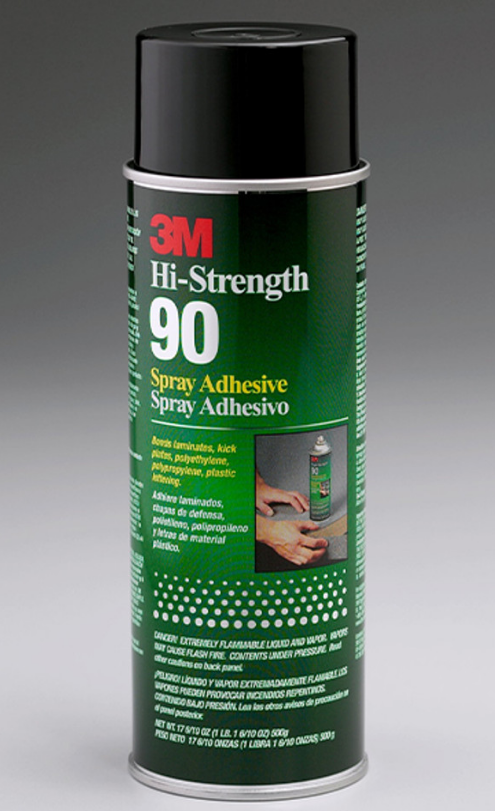 3M
Hi-Strength
90
Spray Adhesive
Spray Adhesivo
Bonds laminates, kick
plates, polyethylene,
polypropylene, plastic
lettering.
Adhiere laminados,
chapas de defensa,
polietileno, polipropileno
y letras de material
plástico.
90
DANGER! EXTREMELY FLAMMABLE LIQUID AND VAPOR. VAPORS
MAY CAUSE FLASH FIRE. CONTENTS UNDER PRESSURE. Read
other cautions on back panel.
¡PELIGRO! LÍQUIDO Y VAPOR EXTREMADAMENTE FLAMABLE. LOS
VAPORES PUEDEN PROVOCAR INCENDIOS REPENTINOS.
CONTENIDO BAJO PRESIÓN. Lea los otros avisos de precaución en
el panel posterior.
NET WT. 17 6/10 OZ (1 LB. 1 6/10 OZ) 500g
PESO NETO 17 6/10 ONZAS (1 LIBRA 1 6/10 ONZAS) 500g